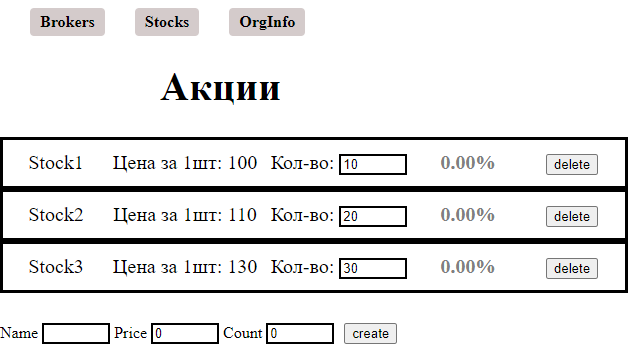 Brokers Stocks OrgInfo
Акции
Stock1 Цена за 1шт: 100 Кол-во: 10 0.00% delete
Stock2 Цена за 1шт: 110 Кол-во: 20 0.00% delete
Stock3 Цена за 1шт: 130 Кол-во: 30 0.00% delete
Name Price 0 Count 0 create